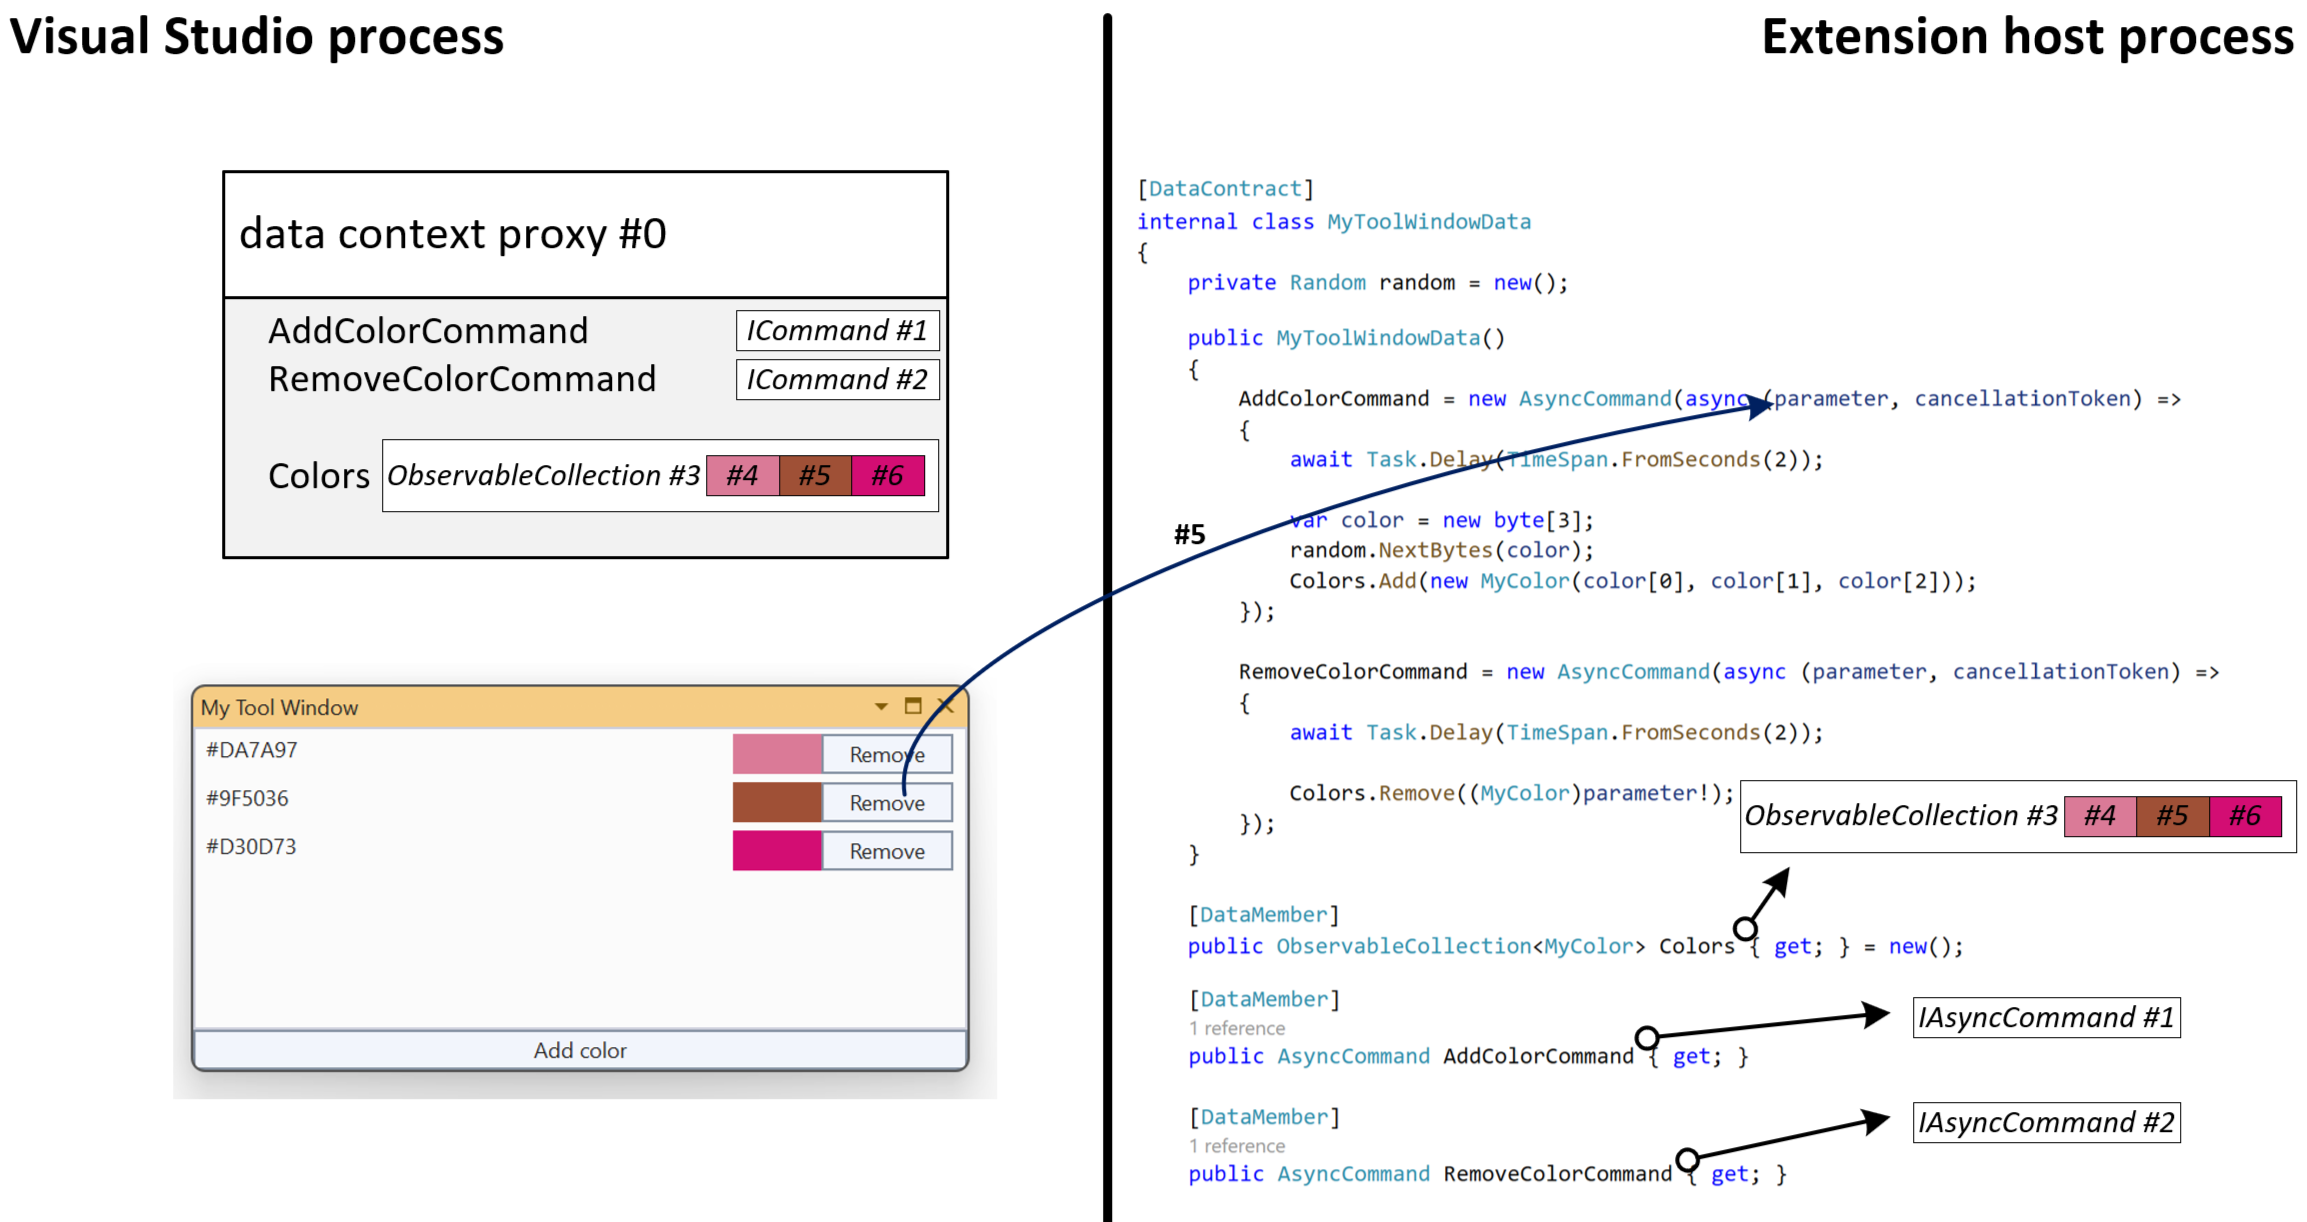 Visual Studio process
Extension host process
data context proxy #0
AddColorCommand ICommand #1
RemoveColorCommand ICommand #2
Colors ObservableCollection #3 #4 #5 #6
My Tool Window
#DA7A97 Remove
#9F5036 Remove
#D30D73 Remove
Add color
#5
[DataContract]
internal class MyToolWindowData
{
private Random random = new();
public MyToolWindowData()
{
AddColorCommand = new AsyncCommand(async (parameter, cancellationToken) =>
{
await Task.Delay(TimeSpan.FromSeconds(2));
var color = new byte[3];
random.NextBytes(color);
Colors.Add(new MyColor(color[0], color[1], color[2]));
});
RemoveColorCommand = new AsyncCommand(async (parameter, cancellationToken) =>
{
await Task.Delay(TimeSpan.FromSeconds(2));
Colors.Remove((MyColor)parameter!);
});
}
ObservableCollection #3 #4 #5 #6
[DataMember]
public ObservableCollection<MyColor> Colors { get; } = new();
[DataMember]
1 reference
public AsyncCommand AddColorCommand { get; }
IAsyncCommand #1
[DataMember]
1 reference
public AsyncCommand RemoveColorCommand { get; }
IAsyncCommand #2